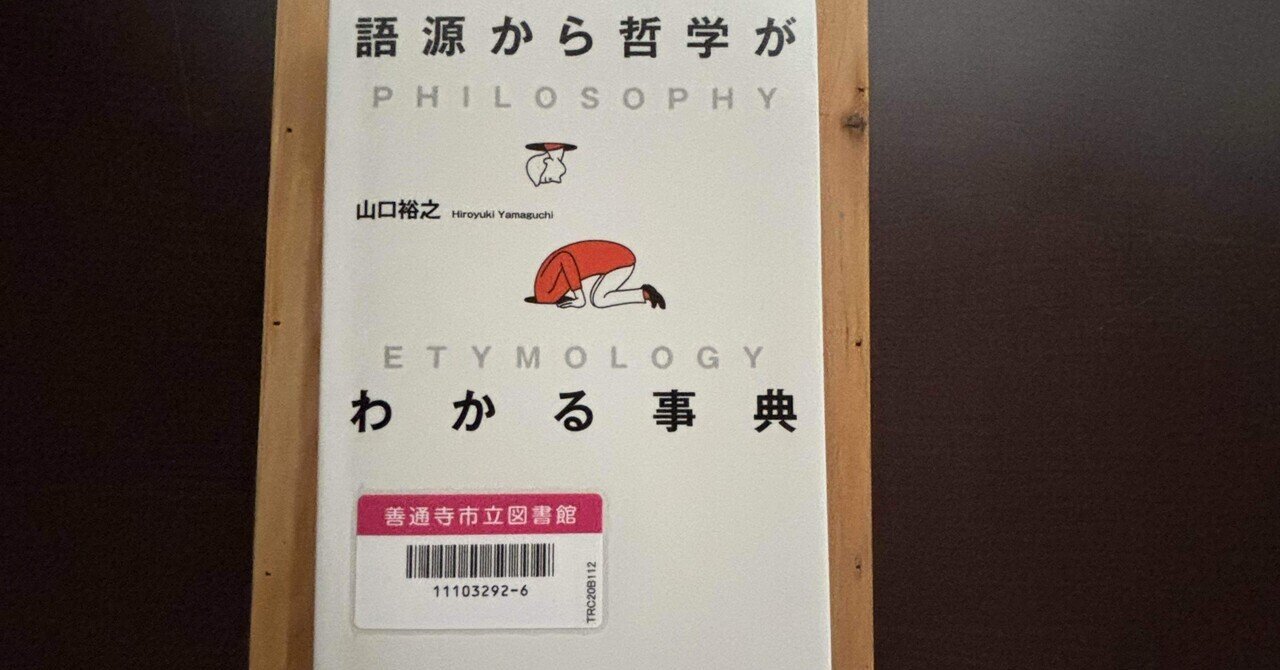 語源から哲学が
PHILOSOPHY
山口裕之 Hiroyuki Yamaguchi
ETYMOLOGY
わかる事典
善通寺市立図書館
11103292-6
TRC20B112